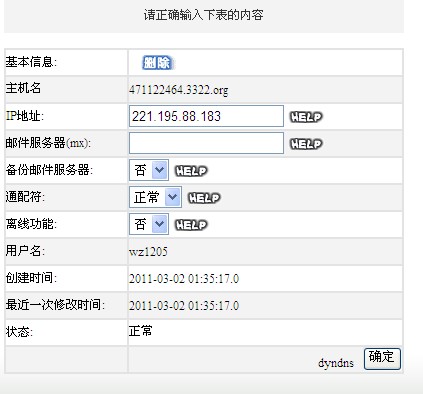 请正确输入下表的内容
基本信息: 删除
主机名 471122464.3322.org
IP地址: 221.195.88.183 HELP
邮件服务器(mx): HELP
备份邮件服务器: 否 HELP
通配符: 正常 HELP
离线功能: 否 HELP
用户名: wz1205
创建时间: 2011-03-02 01:35:17.0
最近一次修改时间: 2011-03-02 01:35:17.0
状态: 正常
dyndns 确定